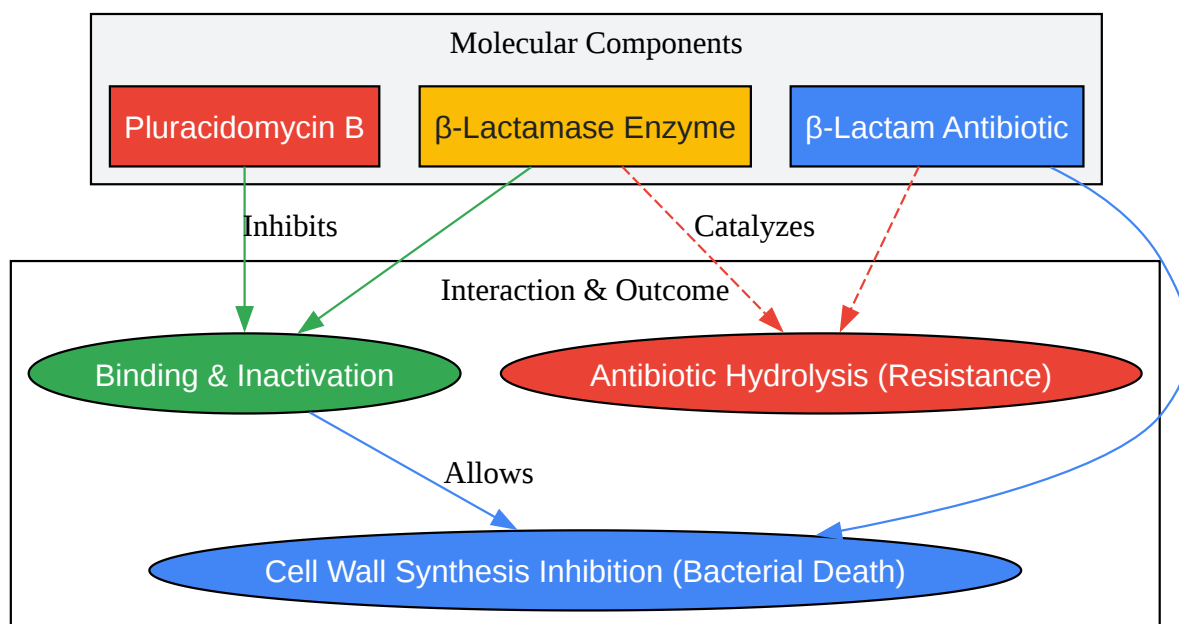 Molecular Components
Pluracidomycin B
β-Lactamase Enzyme
β-Lactam Antibiotic
Inhibits
Catalyzes
Interaction & Outcome
Binding & Inactivation
Antibiotic Hydrolysis (Resistance)
Allows
Cell Wall Synthesis Inhibition (Bacterial Death)